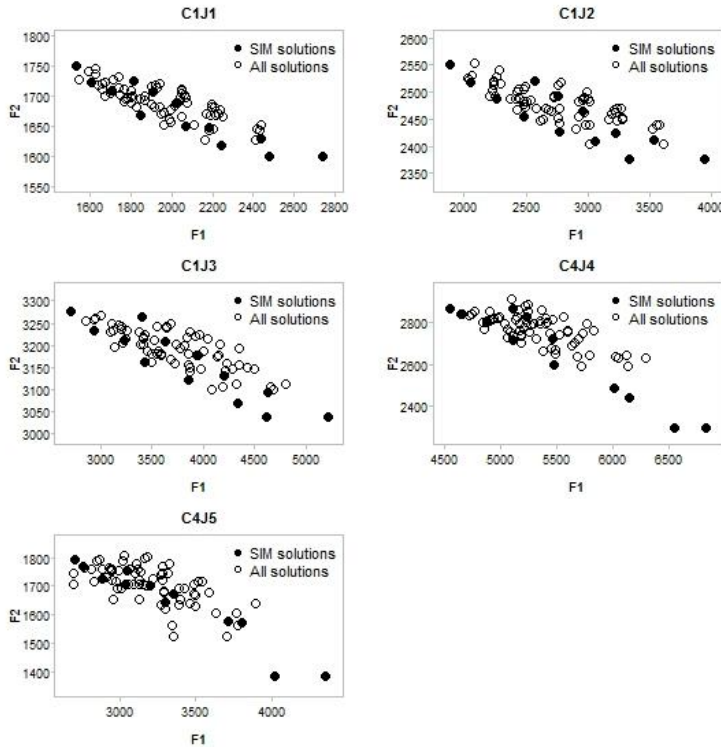 C1J1
1800
1750
1700
1650
1600
1550
F2
SIM solutions
All solutions
1600 1800 2000 2200 2400 2600 2800
F1
C1J2
2600
2550
2500
2450
2400
2350
F2
SIM solutions
All solutions
2000 2500 3000 3500 4000
F1
C1J3
3300
3250
3200
3150
3100
3050
3000
F2
SIM solutions
All solutions
3000 3500 4000 4500 5000
F1
C4J4
2800
2600
2400
F2
SIM solutions
All solutions
4500 5000 5500 6000 6500
F1
C4J5
1800
1700
1600
1500
1400
F2
SIM solutions
All solutions
3000 4000
F1